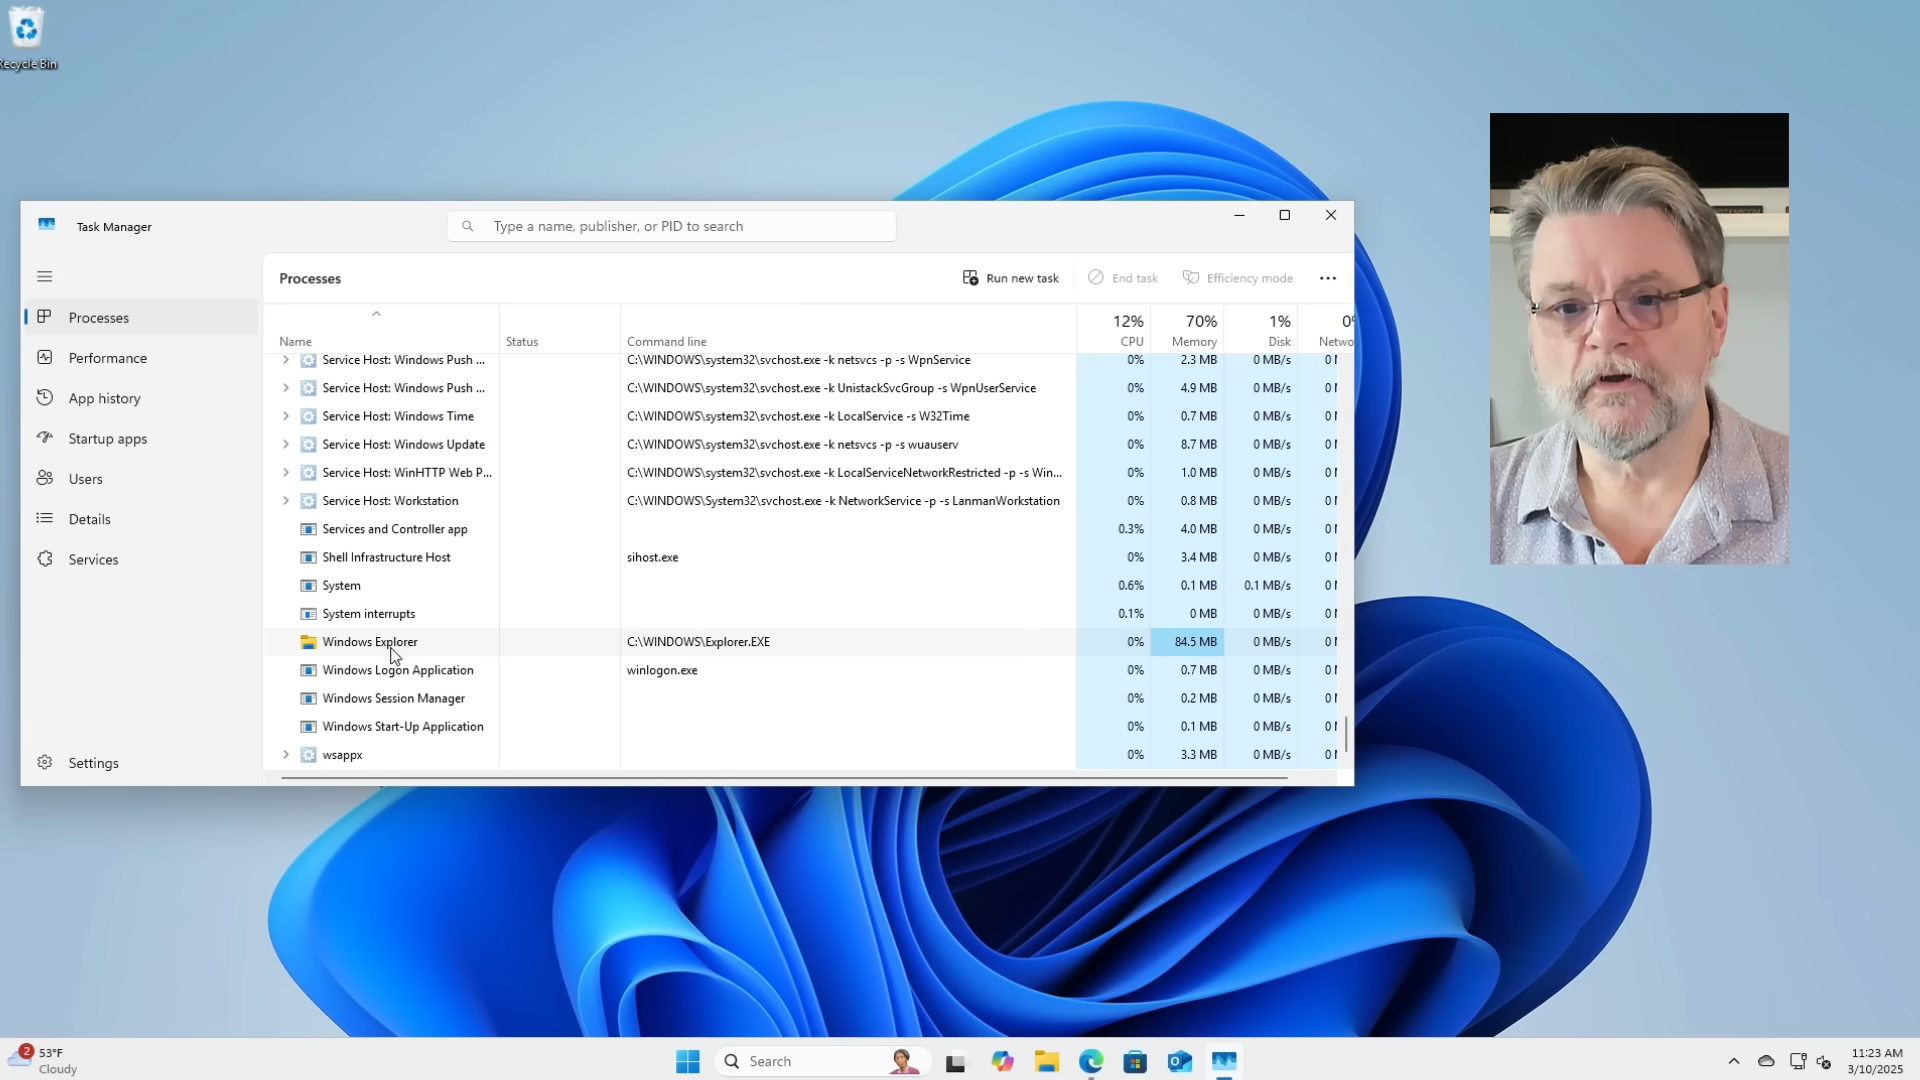 Recycle Bin
Task Manager
Type a name, publisher, or PID to search
Processes
Run new task
End task
Efficiency mode
Processes
Performance
App history
Startup apps
Users
Details
Services
Settings
12% 70% 1% 0%
Name Status Command line CPU Memory Disk Netwo
Service Host: Windows Push ... C:\WINDOWS\system32\svchost.exe -k netsvcs -p -s WpnService 0% 2.3 MB 0 MB/s 0 M
Service Host: Windows Push ... C:\WINDOWS\system32\svchost.exe -k UnistackSvcGroup -s WpnUserService 0% 4.9 MB 0 MB/s 0 M
Service Host: Windows Time C:\WINDOWS\system32\svchost.exe -k LocalService -s W32Time 0% 0.7 MB 0 MB/s 0 M
Service Host: Windows Update C:\WINDOWS\system32\svchost.exe -k netsvcs -p -s wuauserv 0% 8.7 MB 0 MB/s 0 M
Service Host: WinHTTP Web P... C:\WINDOWS\system32\svchost.exe -k LocalServiceNetworkRestricted -p -s Win... 0% 1.0 MB 0 MB/s 0 M
Service Host: Workstation C:\WINDOWS\System32\svchost.exe -k NetworkService -p -s LanmanWorkstation 0% 0.8 MB 0 MB/s 0 M
Services and Controller app 0.3% 4.0 MB 0 MB/s 0 M
Shell Infrastructure Host sihost.exe 0% 3.4 MB 0 MB/s 0 M
System 0.6% 0.1 MB 0.1 MB/s 0 M
System interrupts 0.1% 0 MB 0 MB/s 0 M
Windows Explorer C:\WINDOWS\Explorer.EXE 0% 84.5 MB 0 MB/s 0 M
Windows Logon Application winlogon.exe 0% 0.7 MB 0 MB/s 0 M
Windows Session Manager 0% 0.2 MB 0 MB/s 0 M
Windows Start-Up Application 0% 0.1 MB 0 MB/s 0 M
wsappx 0% 3.3 MB 0 MB/s 0 M
2
53°F
Cloudy
Search
11:23 AM
3/10/2025